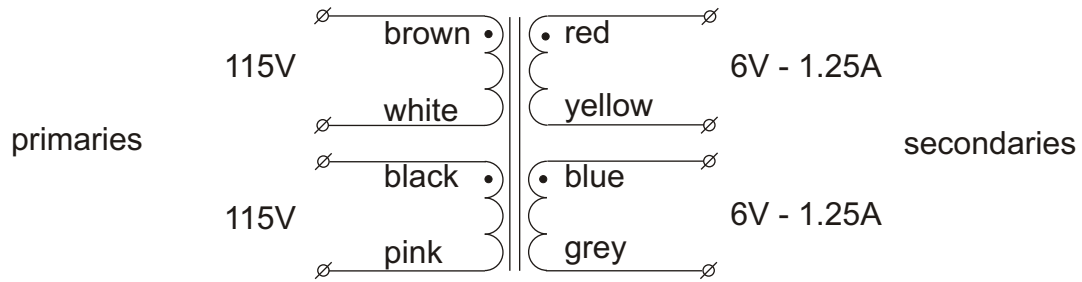 brown
red
115V
6V - 1.25A
white
yellow
primaries
secondaries
black
blue
115V
6V - 1.25A
pink
grey